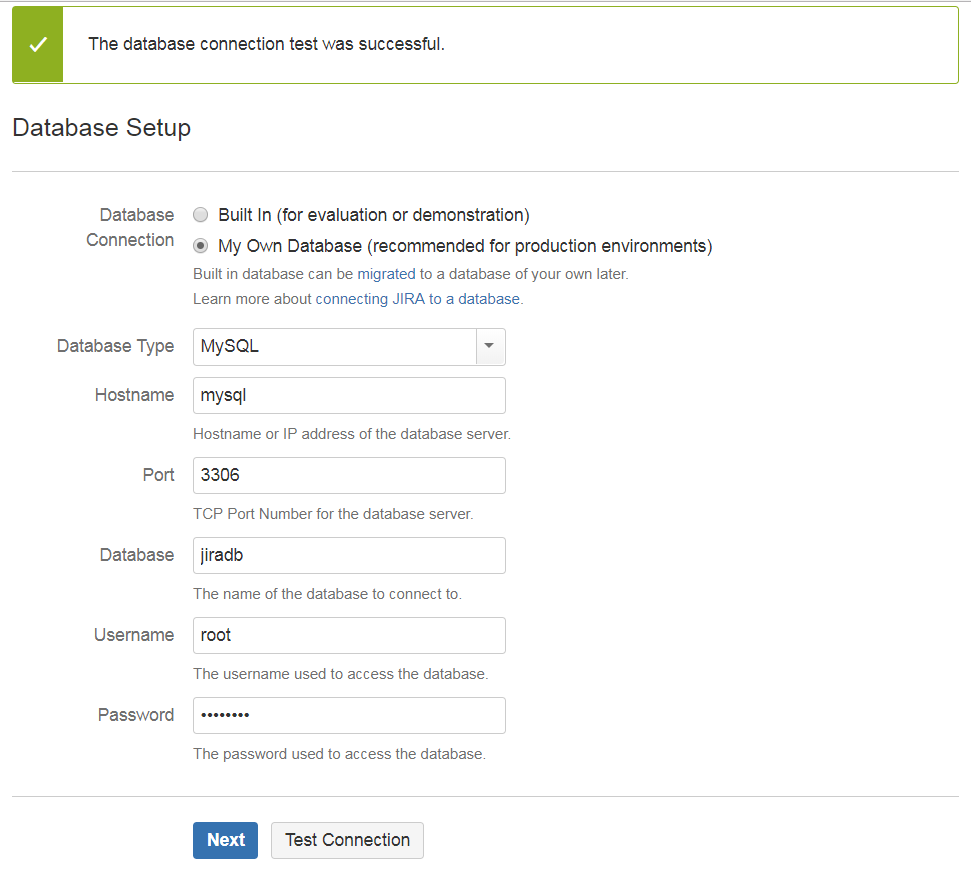 The database connection test was successful.
Database Setup
Database Connection
Built In (for evaluation or demonstration)
My Own Database (recommended for production environments)
Built in database can be migrated to a database of your own later.
Learn more about connecting JIRA to a database.
Database Type
MySQL
Hostname
mysql
Hostname or IP address of the database server.
Port
3306
TCP Port Number for the database server.
Database
jiradb
The name of the database to connect to.
Username
root
The username used to access the database.
Password
••••••••
The password used to access the database.
Next
Test Connection